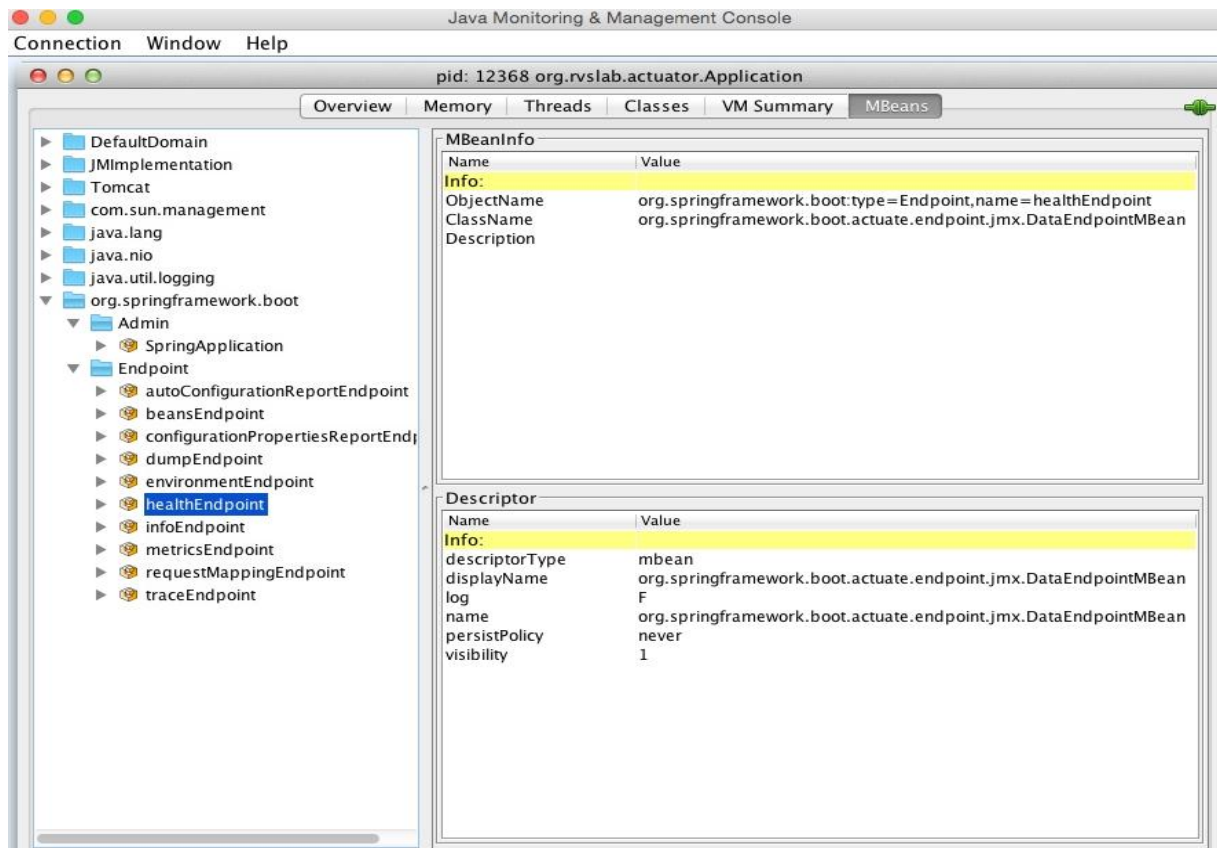 Java Monitoring & Management Console
Connection Window Help
pid: 12368 org.rvslab.actuator.Application
Overview Memory Threads Classes VM Summary MBeans
DefaultDomain
JMImplementation
Tomcat
com.sun.management
java.lang
java.nio
java.util.logging
org.springframework.boot
Admin
SpringApplication
Endpoint
autoConfigurationReportEndpoint
beansEndpoint
configurationPropertiesReportEndp
dumpEndpoint
environmentEndpoint
healthEndpoint
infoEndpoint
metricsEndpoint
requestMappingEndpoint
traceEndpoint
MBeanInfo
Name Value
Info:
ObjectName org.springframework.boot:type=Endpoint,name=healthEndpoint
ClassName org.springframework.boot.actuate.endpoint.jmx.DataEndpointMBean
Description
Descriptor
Name Value
Info:
descriptorType mbean
displayName org.springframework.boot.actuate.endpoint.jmx.DataEndpointMBean
log F
name org.springframework.boot.actuate.endpoint.jmx.DataEndpointMBean
persistPolicy never
visibility 1